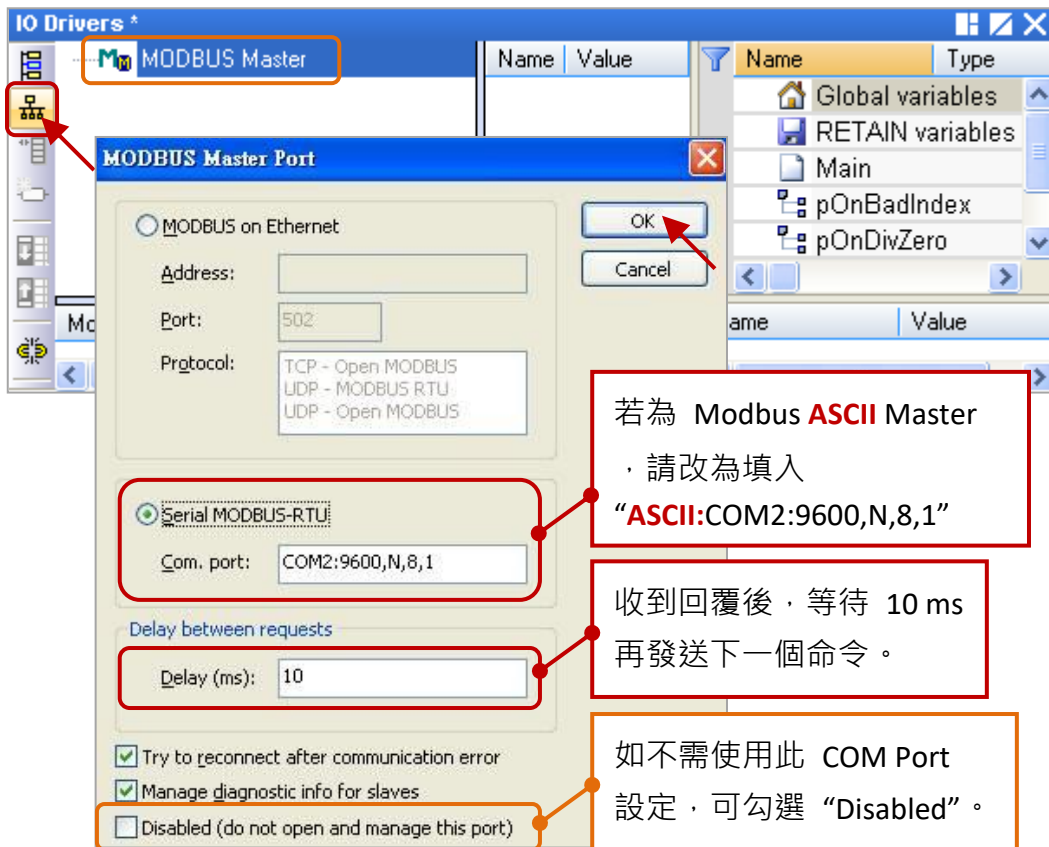 IO Drivers *
MODBUS Master
Name Value
Name Type
Global variables
RETAIN variables
Main
pOnBadIndex
pOnDivZero
MODBUS Master Port
MODBUS on Ethernet
OK
Address:
Cancel
Port: 502
Protocol: TCP - Open MODBUS
UDP - MODBUS RTU
UDP - Open MODBUS
Mo
ame Value
Serial MODBUS-RTU
Com. port: COM2:9600,N,8,1
若為 Modbus ASCII Master
，請改為填入
“ASCII:COM2:9600,N,8,1”
Delay between requests
Delay (ms): 10
收到回覆後，等待 10 ms
再發送下一個命令。
Try to reconnect after communication error
Manage diagnostic info for slaves
Disabled (do not open and manage this port)
如不需使用此 COM Port
設定，可勾選 “Disabled”。